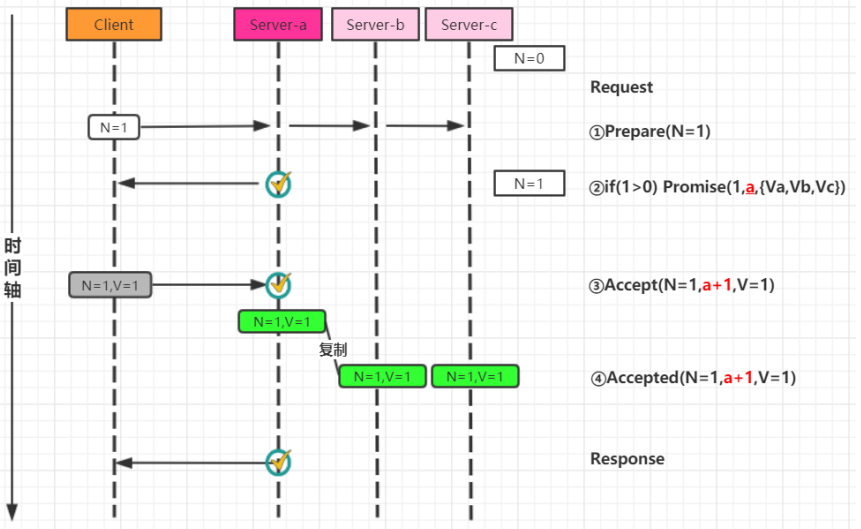 Client
Server-a
Server-b
Server-c
N=0
Request
N=1
①Prepare(N=1)
N=1
②if(1>0) Promise(1,a,{Va,Vb,Vc})
时间轴
N=1,V=1
③Accept(N=1,a+1,V=1)
N=1,V=1
复制
N=1,V=1
N=1,V=1
④Accepted(N=1,a+1,V=1)
Response